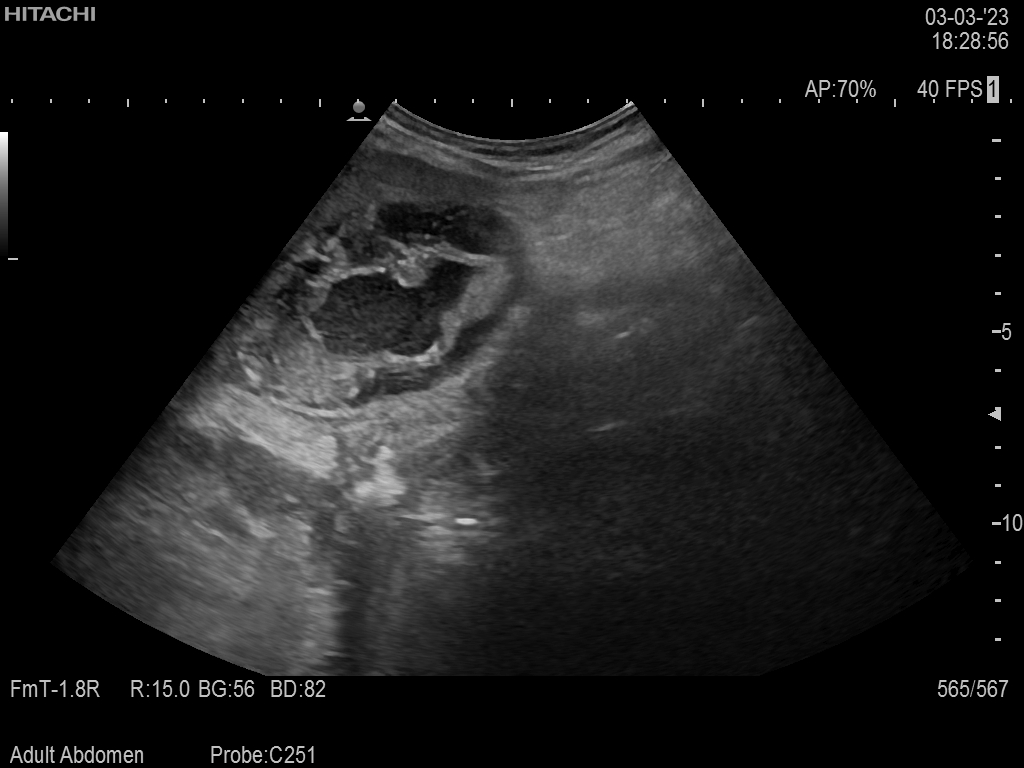 HITACHI
03-03-'23
18:28:56
AP:70% 40 FPS 1
5
10
FmT-1.8R R:15.0 BG:56 BD:82
565/567
Adult Abdomen Probe:C251